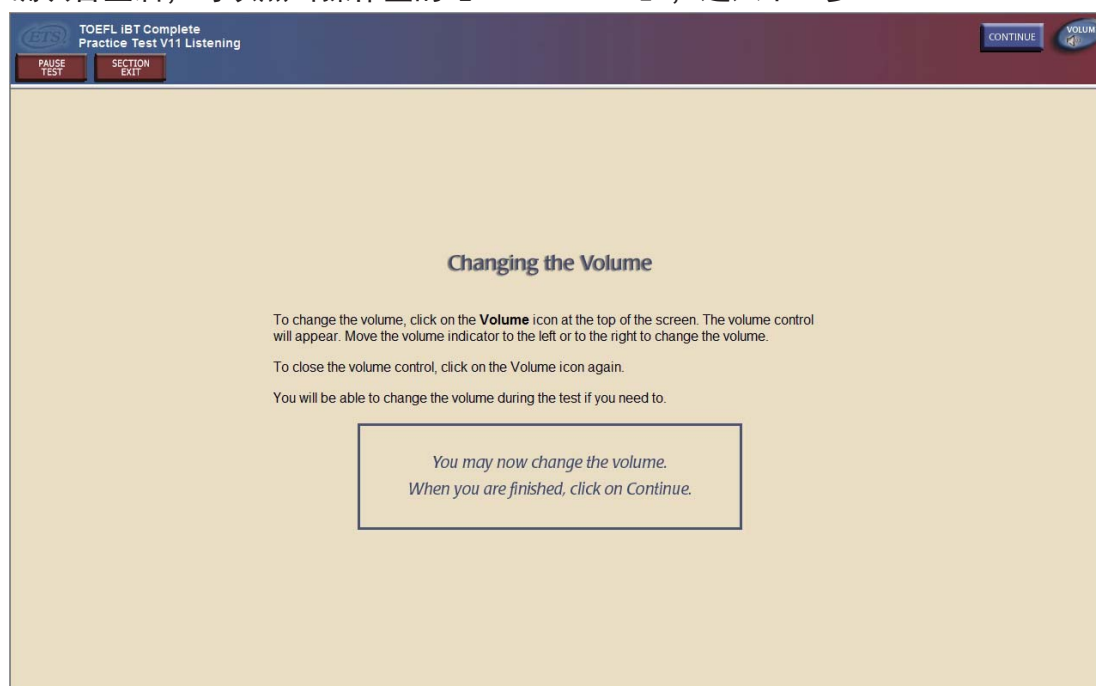 TOEFL iBT Complete
Practice Test V11 Listening
ETS
CONTINUE
VOLUM
PAUSE
TEST
SECTION
EXIT
Changing the Volume
To change the volume, click on the Volume icon at the top of the screen. The volume control
will appear. Move the volume indicator to the left or to the right to change the volume.
To close the volume control, click on the Volume icon again.
You will be able to change the volume during the test if you need to.
You may now change the volume.
When you are finished, click on Continue.